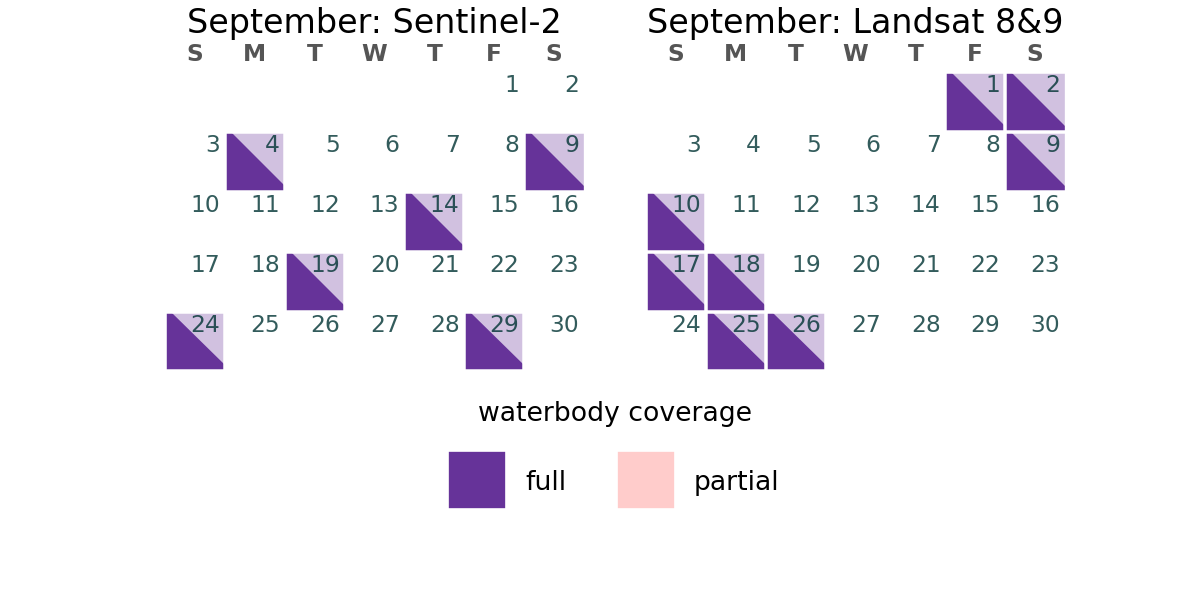 September: Sentinel-2
S M T W T F S
1 2
3 4 5 6 7 8 9
10 11 12 13 14 15 16
17 18 19 20 21 22 23
24 25 26 27 28 29 30
September: Landsat 8&9
S M T W T F S
1 2
3 4 5 6 7 8 9
10 11 12 13 14 15 16
17 18 19 20 21 22 23
24 25 26 27 28 29 30
waterbody coverage
full partial